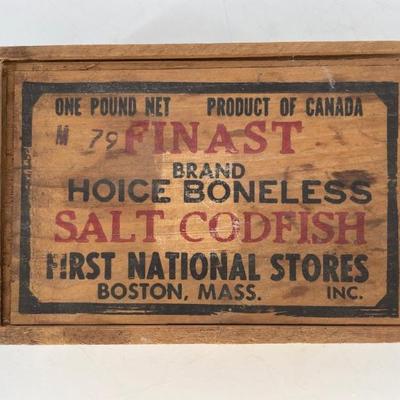 ONE POUND NET PRODUCT OF CANADA
M 79 FINAST
BRAND
HOICE BONELESS
SALT CODFISH
FIRST NATIONAL STORES
BOSTON, MASS. INC.